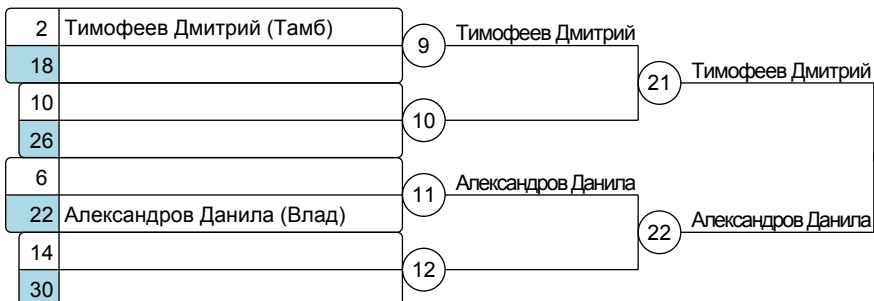 2 Тимофеев Дмитрий (Тамб)
9 Тимофеев Дмитрий
18
21 Тимофеев Дмитрий
10
10
26
6
11 Александров Данила
22 Александров Данила (Влад)
22 Александров Данила
14
12
30